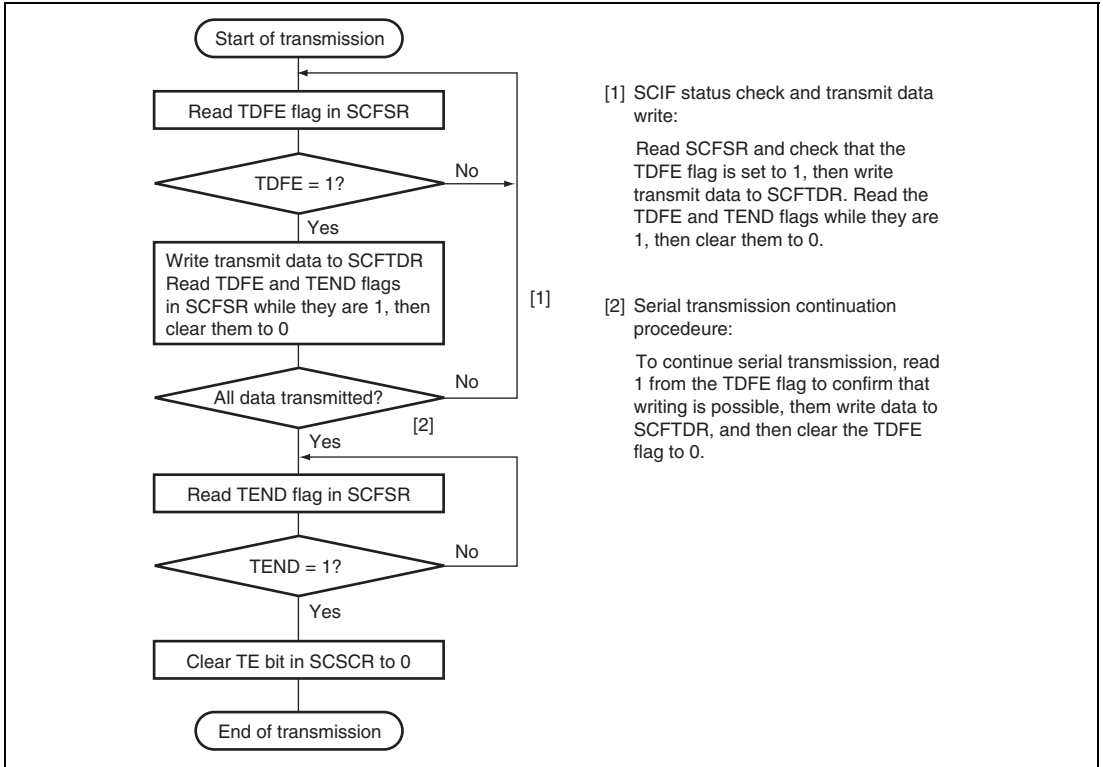 Start of transmission
Read TDFE flag in SCFSR
TDFE = 1?
No
Yes
Write transmit data to SCFTDR
Read TDFE and TEND flags
in SCFSR while they are 1, then
clear them to 0
[1]
All data transmitted?
No
[2]
Yes
Read TEND flag in SCFSR
TEND = 1?
No
Yes
Clear TE bit in SCSCR to 0
End of transmission
[1] SCIF status check and transmit data
write:
Read SCFSR and check that the
TDFE flag is set to 1, then write
transmit data to SCFTDR. Read the
TDFE and TEND flags while they are
1, then clear them to 0.
[2] Serial transmission continuation
procedeure:
To continue serial transmission, read
1 from the TDFE flag to confirm that
writing is possible, them write data to
SCFTDR, and then clear the TDFE
flag to 0.